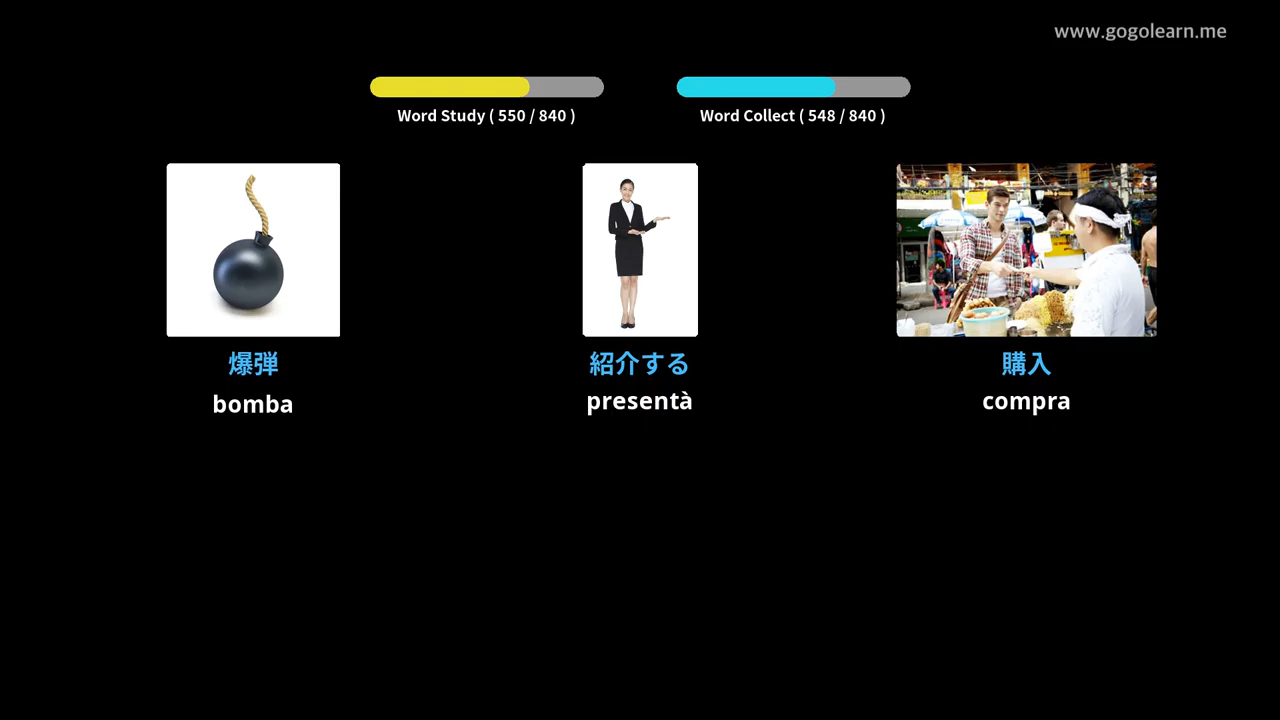 www.gogolearn.me
Word Study ( 550 / 840 )
Word Collect ( 548 / 840 )
爆弾
紹介する
購入
bomba
presentà
compra